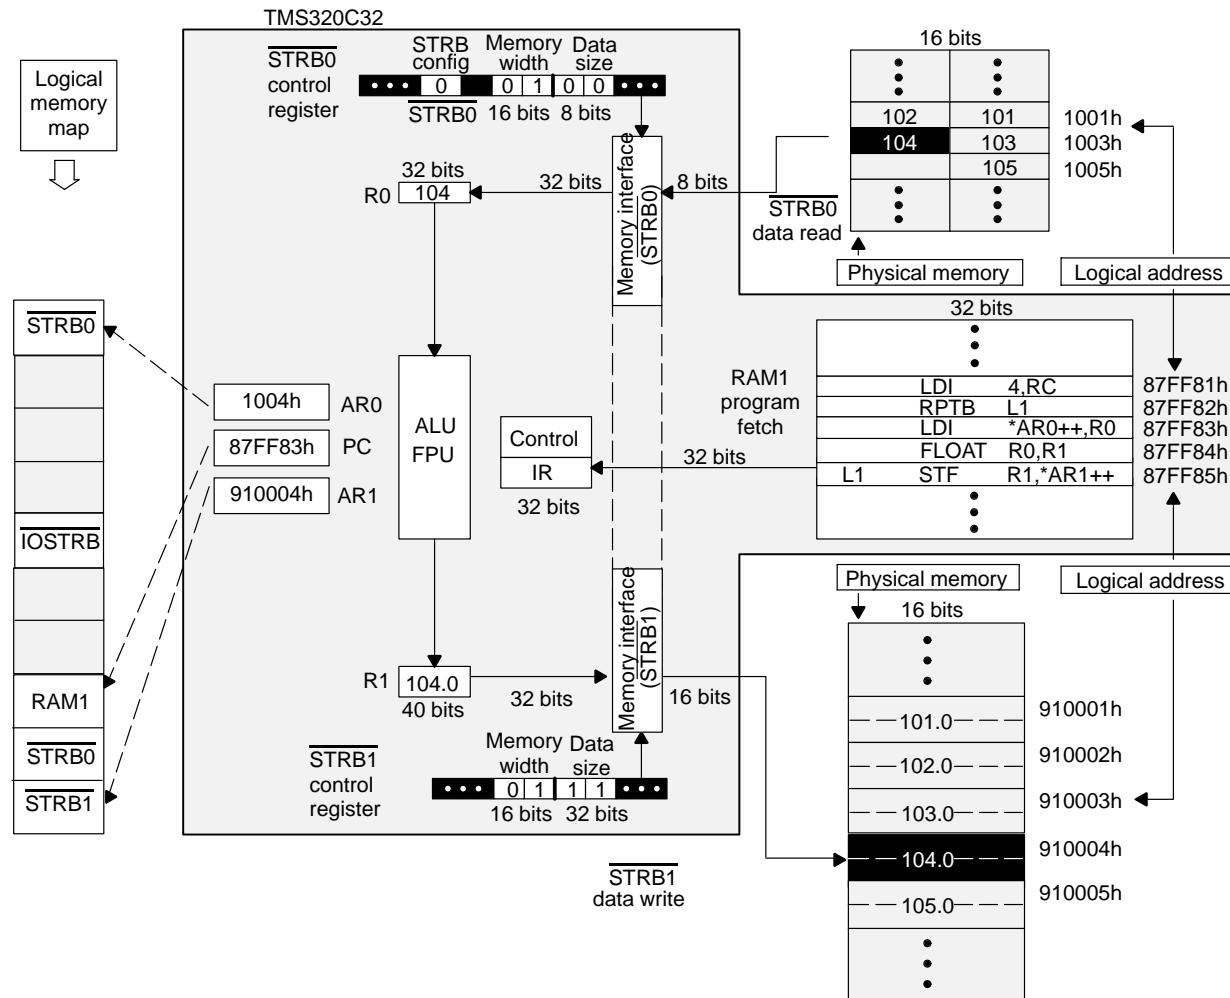 TMS320C32
Logical
memory
map
STRB0
control
register
STRB
config
Memory
width
Data
size
0 0 1 0 0
STRB0 16 bits 8 bits
16 bits
102 101 1001h
104 103 1003h
105 1005h
32 bits
R0 104
32 bits
Memory interface
(STRB0)
8 bits
STRB0
data read
Physical memory
Logical address
STRB0
IOSTRB
RAM1
STRB0
STRB1
1004h AR0
87FF83h PC
910004h AR1
ALU
FPU
Control
IR
32 bits
32 bits
RAM1
program
fetch
32 bits
LDI 4,RC 87FF81h
RPTB L1 87FF82h
LDI *AR0++,R0 87FF83h
FLOAT R0,R1 87FF84h
L1 STF R1,*AR1++ 87FF85h
Physical memory
Logical address
R1 104.0
40 bits
32 bits
Memory interface
(STRB1)
16 bits
STRB1
control
register
Memory
width
Data
size
0 1 1 1
16 bits 32 bits
STRB1
data write
16 bits
101.0 910001h
102.0 910002h
103.0 910003h
104.0 910004h
105.0 910005h